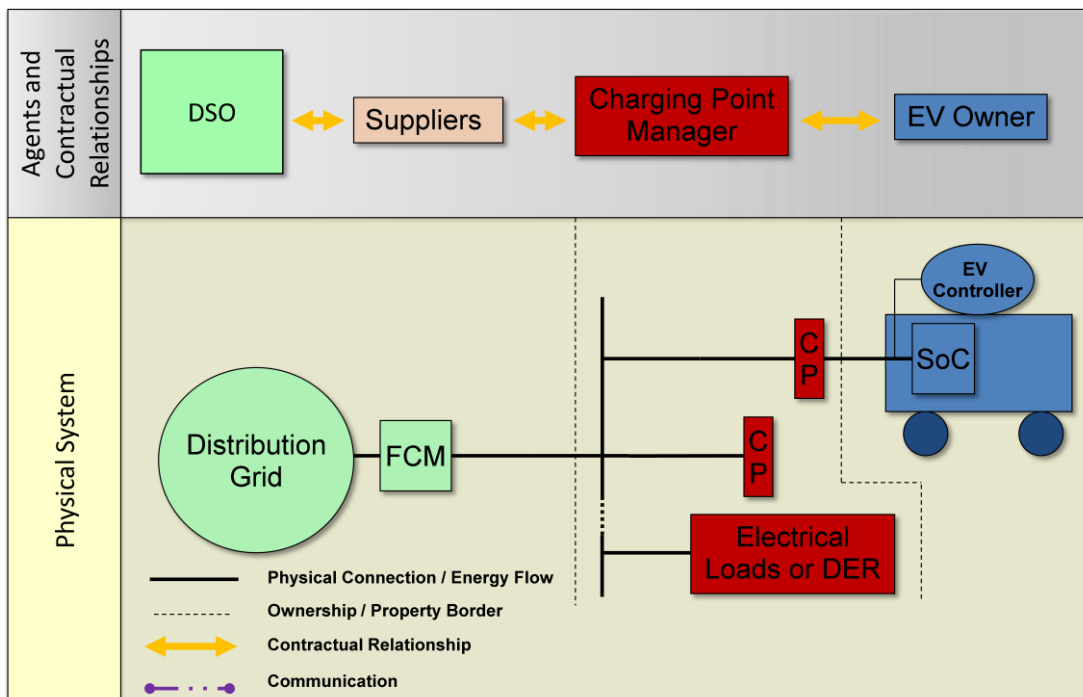 Agents and
Contractual
Relationships
DSO
Suppliers
Charging Point
Manager
EV Owner
Physical System
Distribution
Grid
FCM
C
P
C
P
Electrical
Loads or DER
EV
Controller
SoC
Physical Connection / Energy Flow
Ownership / Property Border
Contractual Relationship
Communication